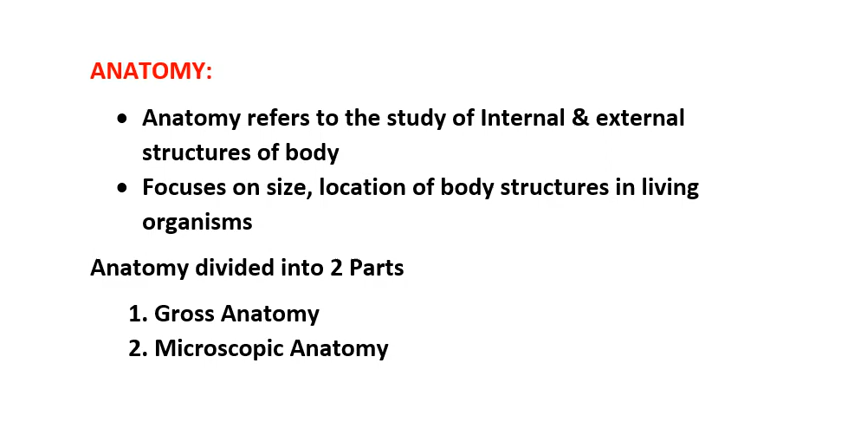 ANATOMY:
• Anatomy refers to the study of Internal & external
structures of body
• Focuses on size, location of body structures in living
organisms
Anatomy divided into 2 Parts
1. Gross Anatomy
2. Microscopic Anatomy